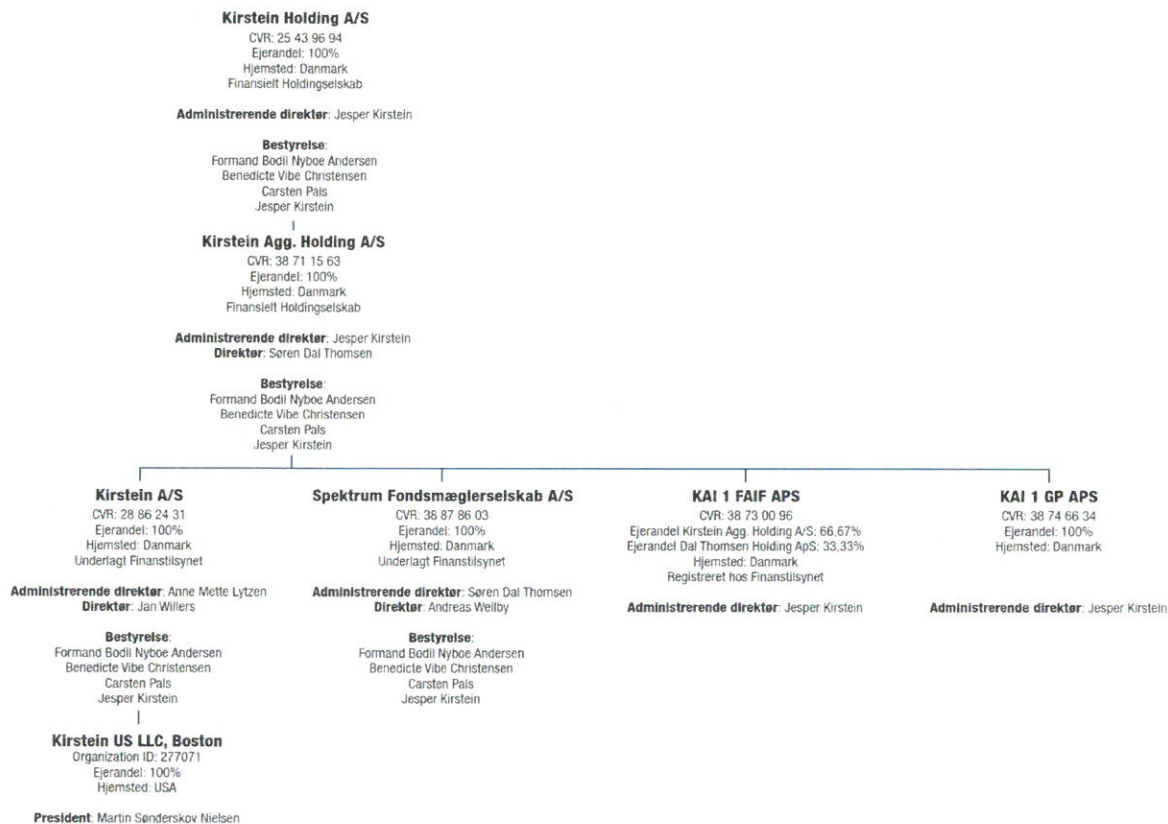 Kirstein Holding A/S
CVR: 25 43 96 94
Ejerandel: 100%
Hjemsted: Danmark
Finansielt Holdingselskab
Administrerende direktør: Jesper Kirstein
Bestyrelse:
Formand Bodil Nyboe Andersen
Benedicte Vibe Christensen
Carsten Pals
Jesper Kirstein
Kirstein Agg. Holding A/S
CVR: 38 71 15 63
Ejerandel: 100%
Hjemsted: Danmark
Finansielt Holdingselskab
Administrerende direktør: Jesper Kirstein
Direktør: Søren Dal Thomsen
Bestyrelse:
Formand Bodil Nyboe Andersen
Benedicte Vibe Christensen
Carsten Pals
Jesper Kirstein
Kirstein A/S
CVR: 28 86 24 31
Ejerandel: 100%
Hjemsted: Danmark
Underlagt Finanstilsynet
Administrerende direktør: Anne Mette Lytzen
Direktør: Jan Willers
Bestyrelse:
Formand Bodil Nyboe Andersen
Benedicte Vibe Christensen
Carsten Pals
Jesper Kirstein
Kirstein US LLC, Boston
Organization ID: 277071
Ejerandel: 100%
Hjemsted: USA
President: Martin Sønderskov Nielsen
Spektrum Fondsmæglerselskab A/S
CVR: 38 87 86 03
Ejerandel: 100%
Hjemsted: Danmark
Underlagt Finanstilsynet
Administrerende direktør: Søren Dal Thomsen
Direktør: Andreas Wellby
Bestyrelse:
Formand Bodil Nyboe Andersen
Benedicte Vibe Christensen
Carsten Pals
Jesper Kirstein
KAI 1 FAIF APS
CVR: 38 73 00 96
Ejerandel Kirstein Agg. Holding A/S: 66,67%
Ejerandel Dal Thomsen Holding ApS: 33,33%
Hjemsted: Danmark
Registreret hos Finanstilsynet
Administrerende direktør: Jesper Kirstein
KAI 1 GP APS
CVR: 38 74 66 34
Ejerandel: 100%
Hjemsted: Danmark
Administrerende direktør: Jesper Kirstein